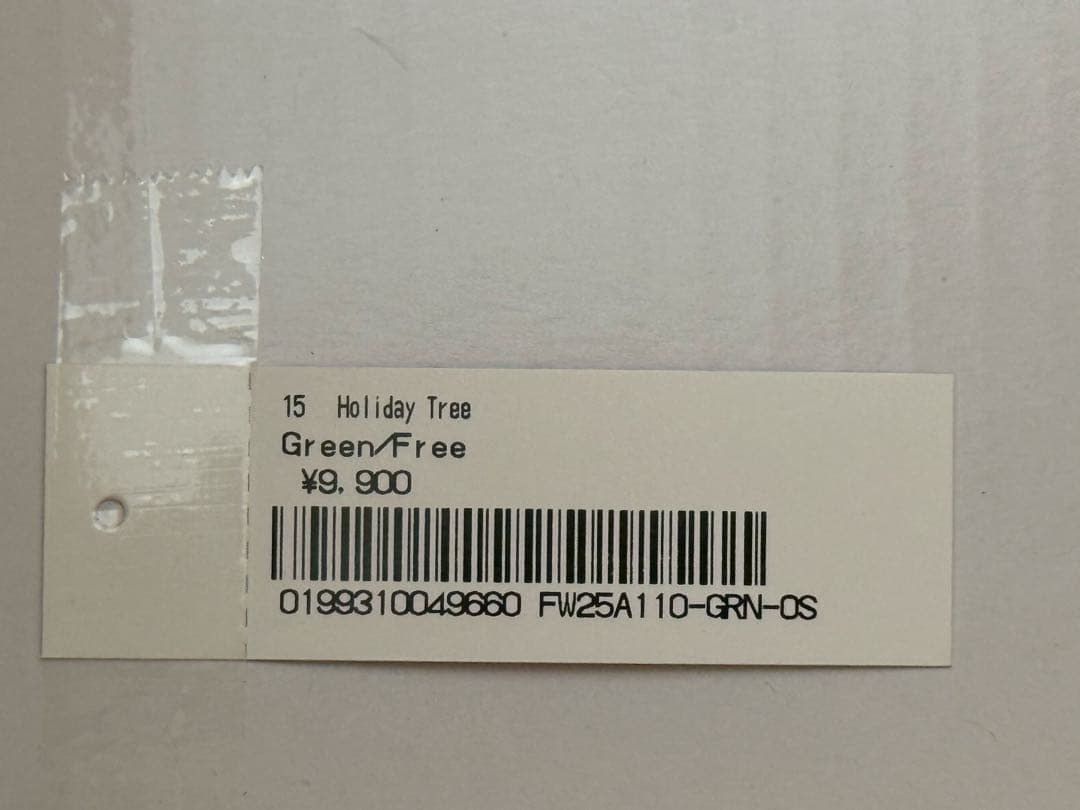 15 Holiday Tree
Green/Free
¥9,900
0199310049660 FW25A110-GRN-OS